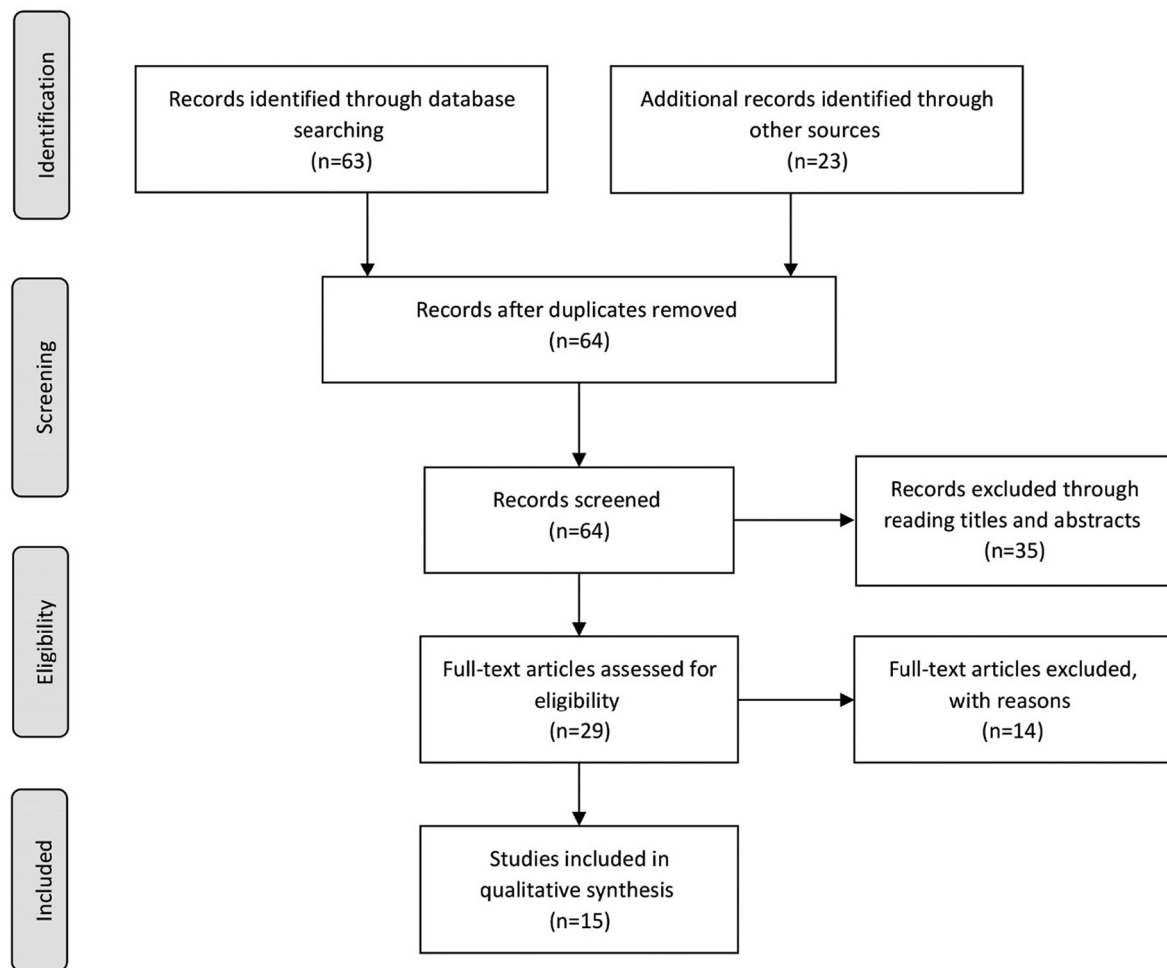 Identification
Records identified through database
searching
(n=63)
Additional records identified through
other sources
(n=23)
Screening
Records after duplicates removed
(n=64)
Records screened
(n=64)
Records excluded through
reading titles and abstracts
(n=35)
Eligibility
Full-text articles assessed for
eligibility
(n=29)
Full-text articles excluded,
with reasons
(n=14)
Included
Studies included in
qualitative synthesis
(n=15)